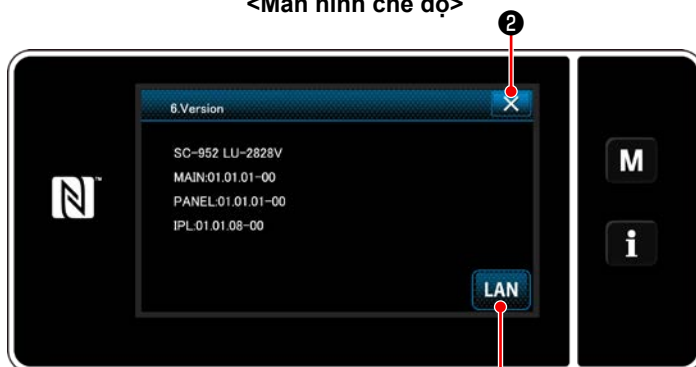 <Màn hình chế độ>
❷
6.Version
SC-952 LU-2828V
MAIN:01.01.01-00
PANEL:01.01.01-00
IPL:01.01.08-00
LAN
M
i